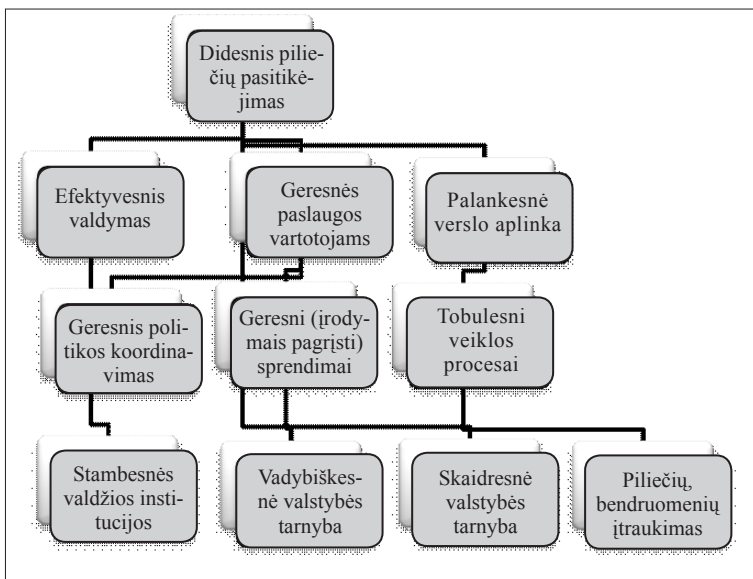 Didesnis pilie-
čių pasitikė-
jimas
Efektyvesnis
valdymas
Geresnės
paslaugos
vartotojams
Palankesnė
verslo aplinka
Geresnis poli-
tikos koordina-
vimas
Geresni (įrody-
mais pagrįsti)
sprendimai
Tobulesni
veiklos
procesai
Stambesnės
valdžios insti-
tucijos
Vadybiškes-
nė valstybės
tarnyba
Skaidresnė
valstybės
tarnyba
Piliečių,
bendruomenių
įtraukimas